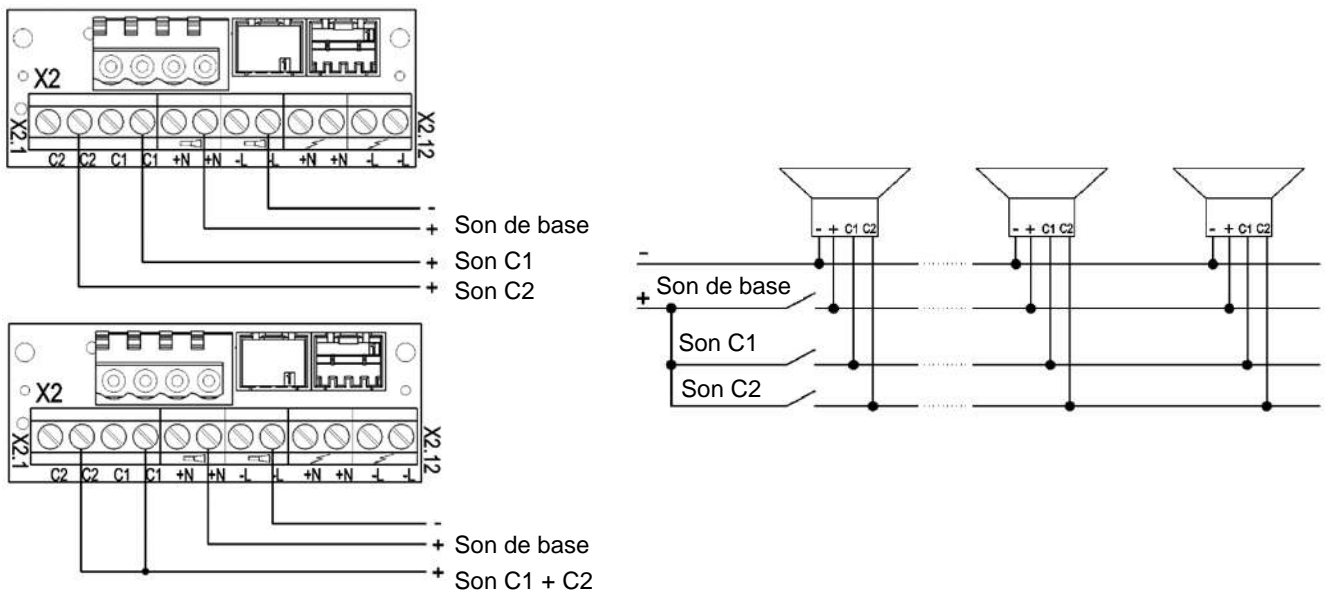 X2
X2.1
X2.12
1
C2 C2 C1 C1 +N +N -L -L +N +N -L -L
-
+ Son de base
+ Son C1
+ Son C2
X2
X2.1
X2.12
1
C2 C2 C1 C1 +N +N -L -L +N +N -L -L
-
+ Son de base
+ Son C1 + C2
- + C1 C2
- + C1 C2
- + C1 C2
-
+ Son de base
Son C1
Son C2